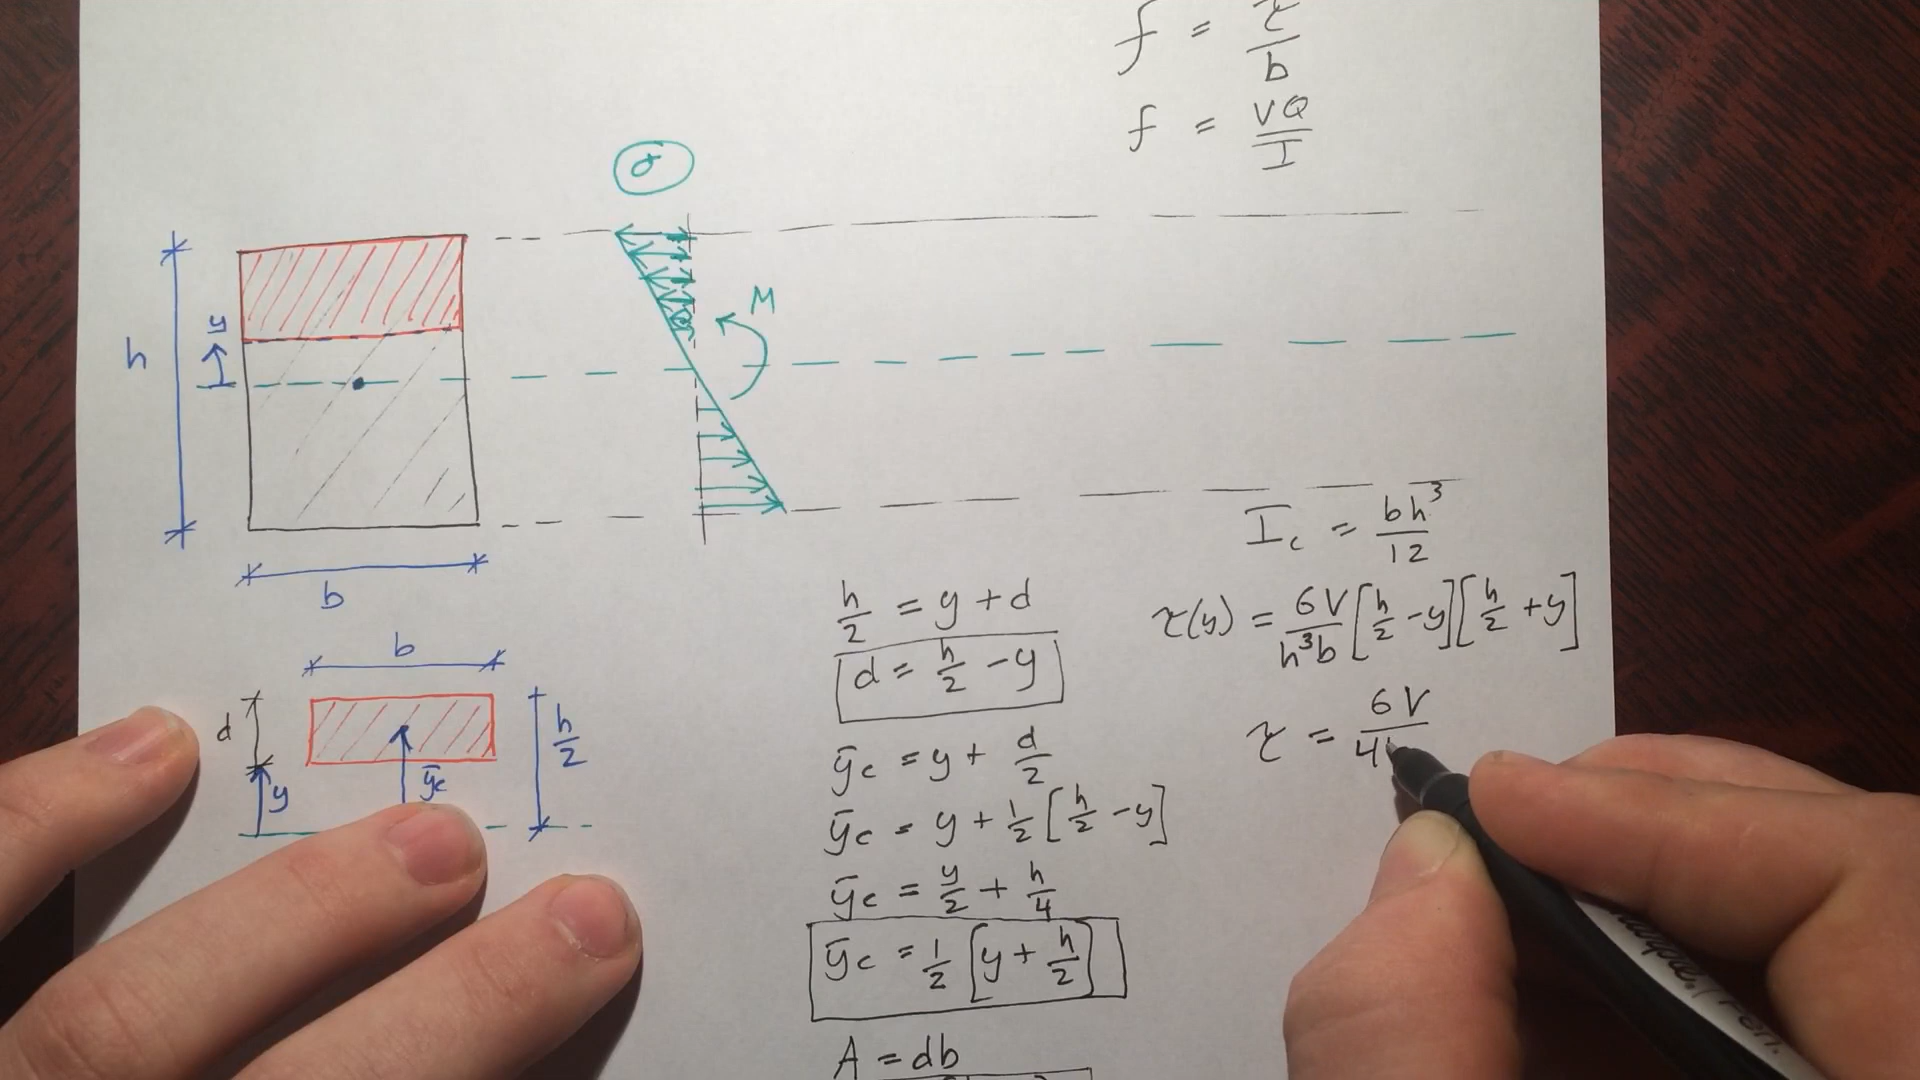 f = τ/b
f = VQ/I
σ
M
h
y
b
b
d
y
ȳc
h/2
h/2 = y + d
d = h/2 - y
ȳc = y + d/2
ȳc = y + 1/2 [h/2 - y]
ȳc = y/2 + h/4
ȳc = 1/2 [y + h/2]
A = db
Ic = bh³/12
τ(y) = 6V/h³b [h/2 - y][h/2 + y]
τ = 6V/4
Pen.